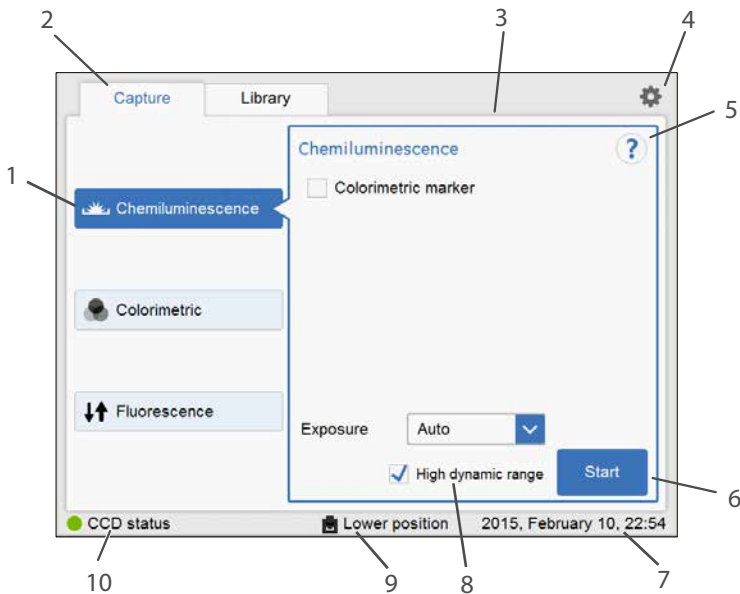 2
3
4
Capture
Library
5
Chemiluminescence
?
1
Colorimetric marker
Chemiluminescence
Colorimetric
Fluorescence
Exposure
Auto
High dynamic range
Start
6
CCD status
Lower position
2015, February 10, 22:54
10
9
8
7